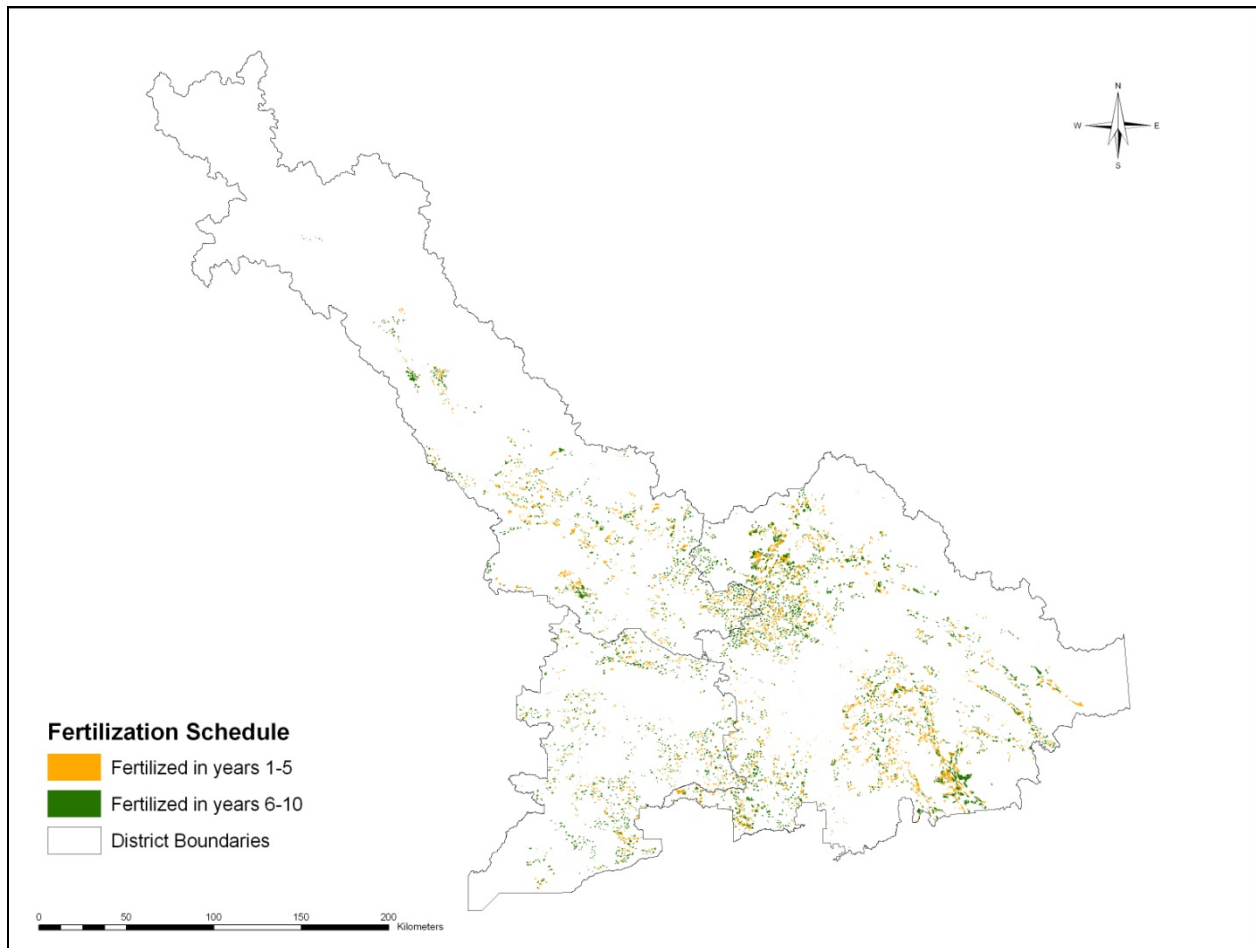 N
W E
S
Fertilization Schedule
Fertilized in years 1-5
Fertilized in years 6-10
District Boundaries
0 50 100 150 200
Kilometers